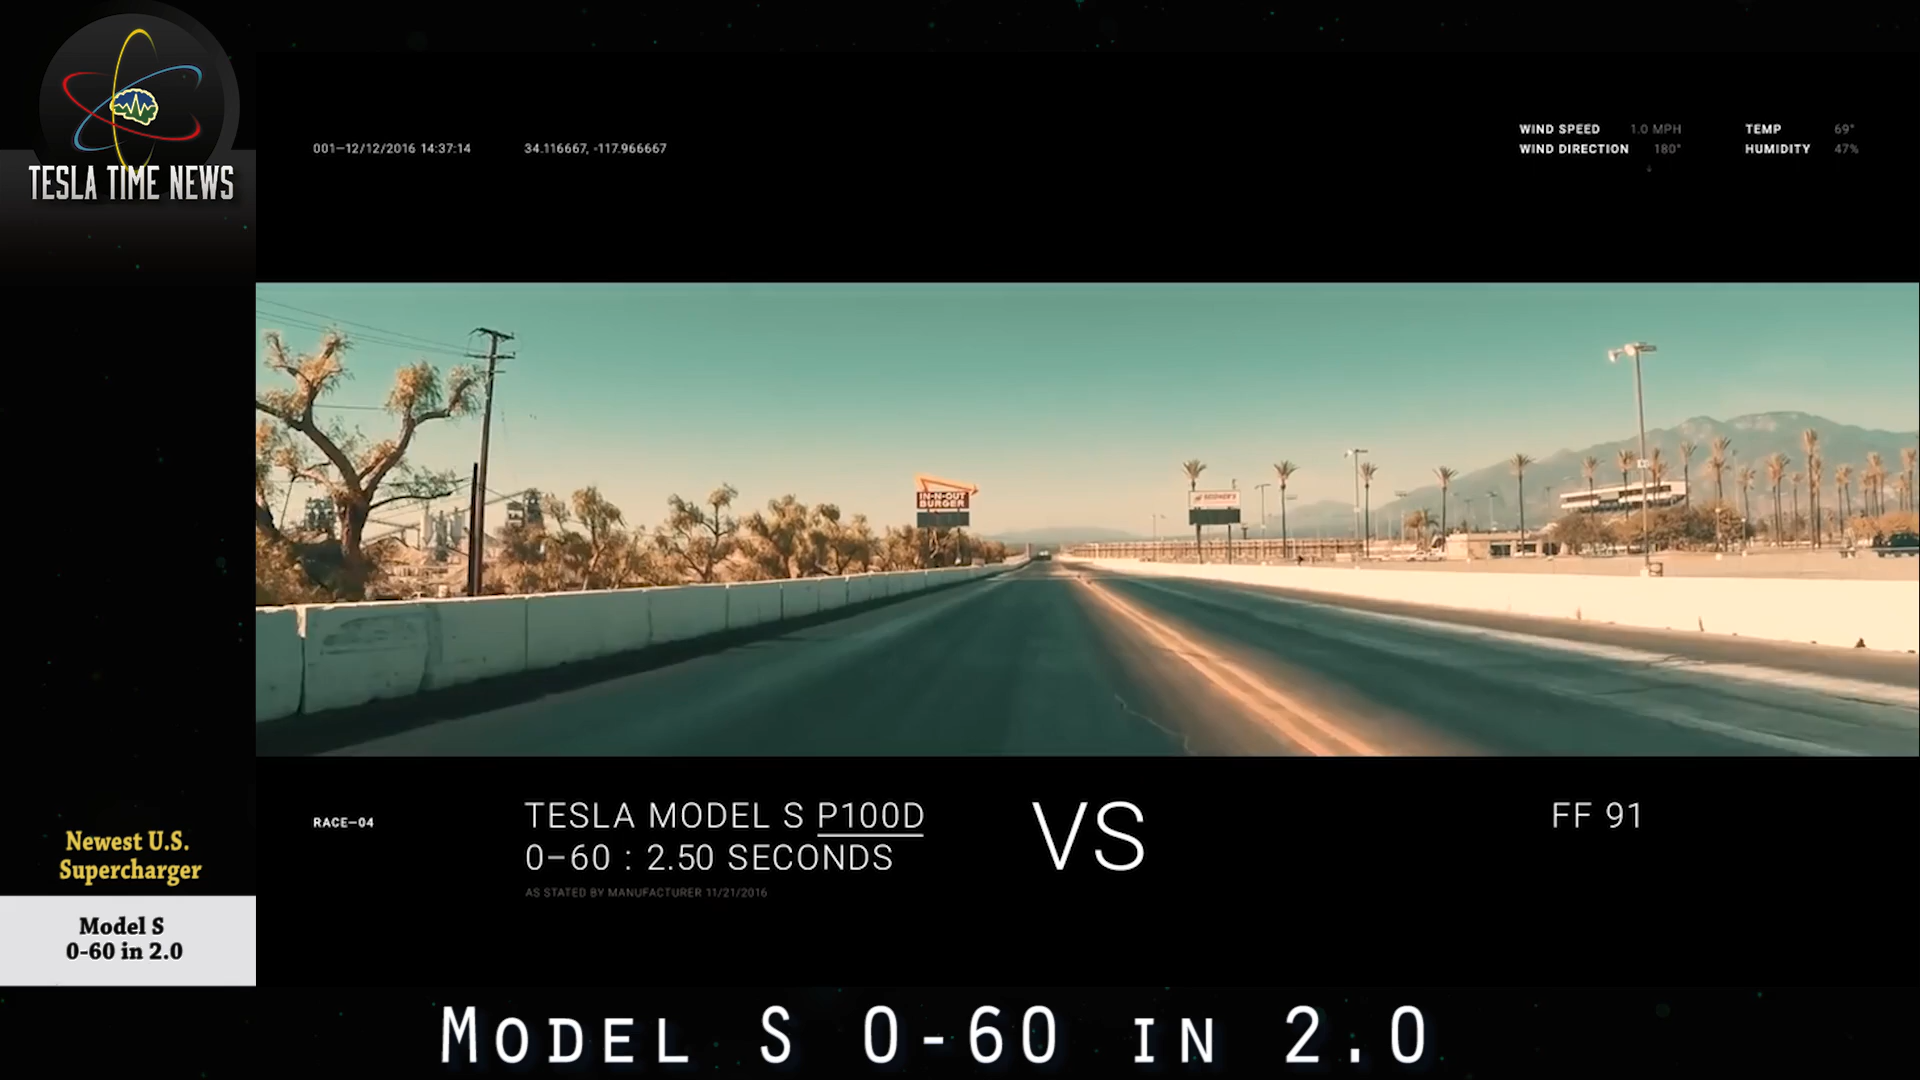 TESLA TIME NEWS
001—12/12/2016 14:37:14
34.116667, -117.966667
WIND SPEED 1.0 MPH
WIND DIRECTION 180°
TEMP 69°
HUMIDITY 47%
IN-N-OUT
BURGER
RACE—04
TESLA MODEL S P100D
0–60 : 2.50 SECONDS
AS STATED BY MANUFACTURER 11/21/2016
VS
FF 91
Newest U.S.
Supercharger
Model S
0-60 in 2.0
Model S 0-60 in 2.0